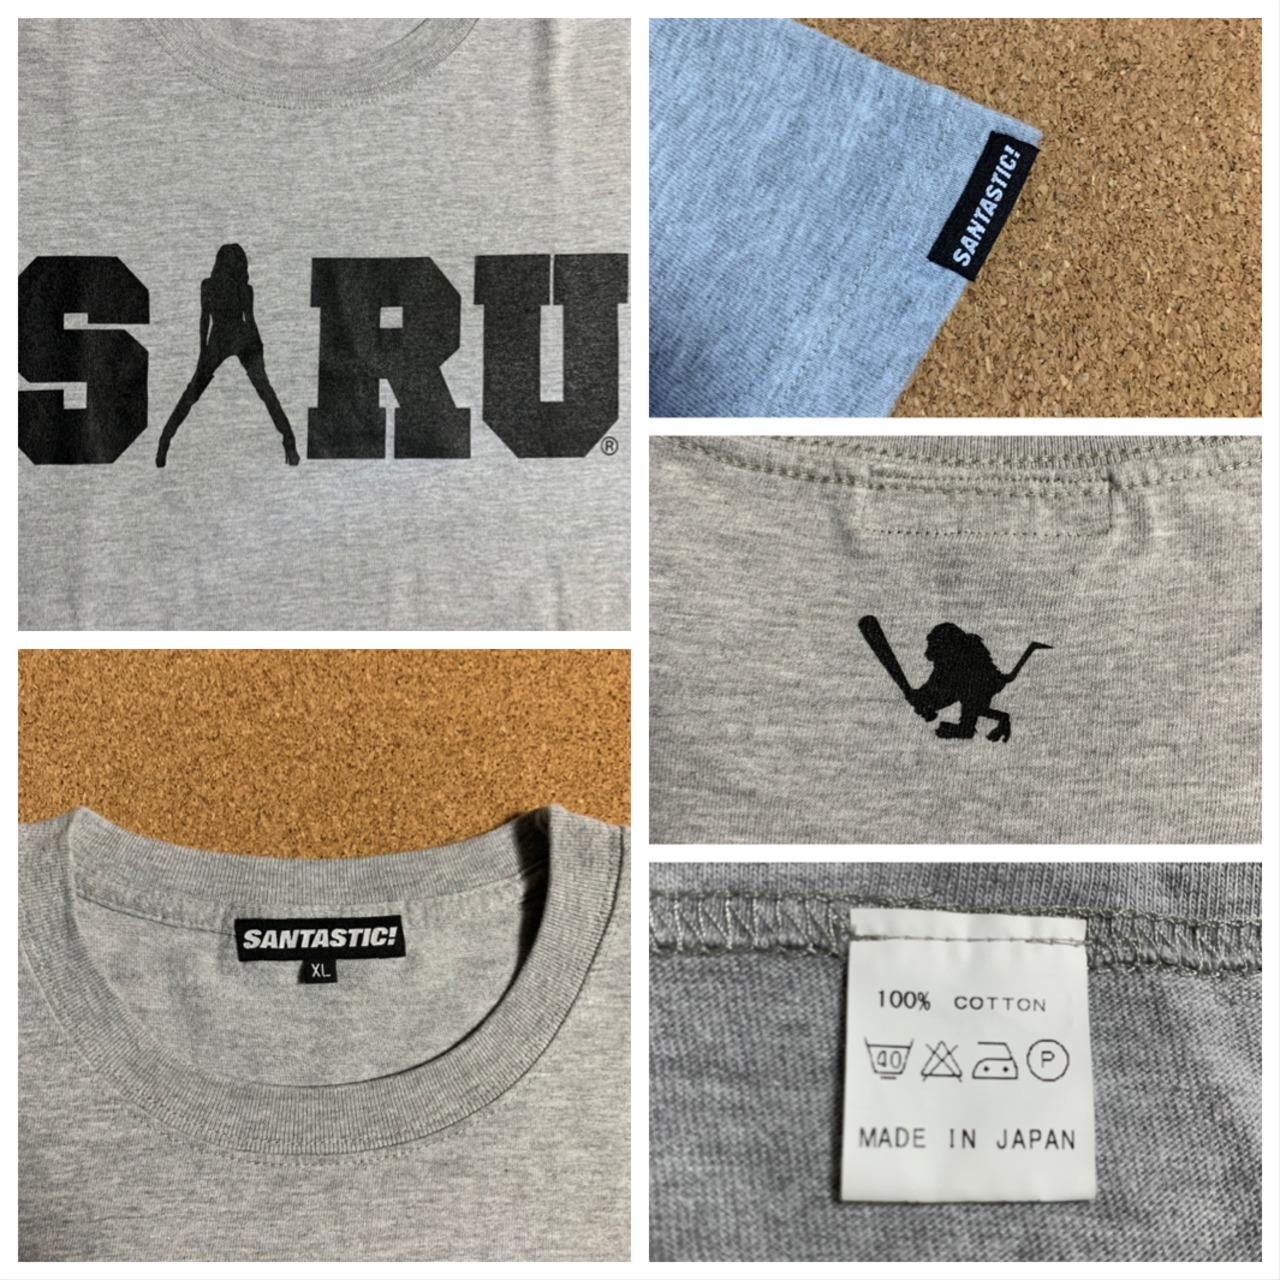 SARU
®
SANTASTIC!
SANTASTIC!
XL
100% COTTON
40 P
MADE IN JAPAN